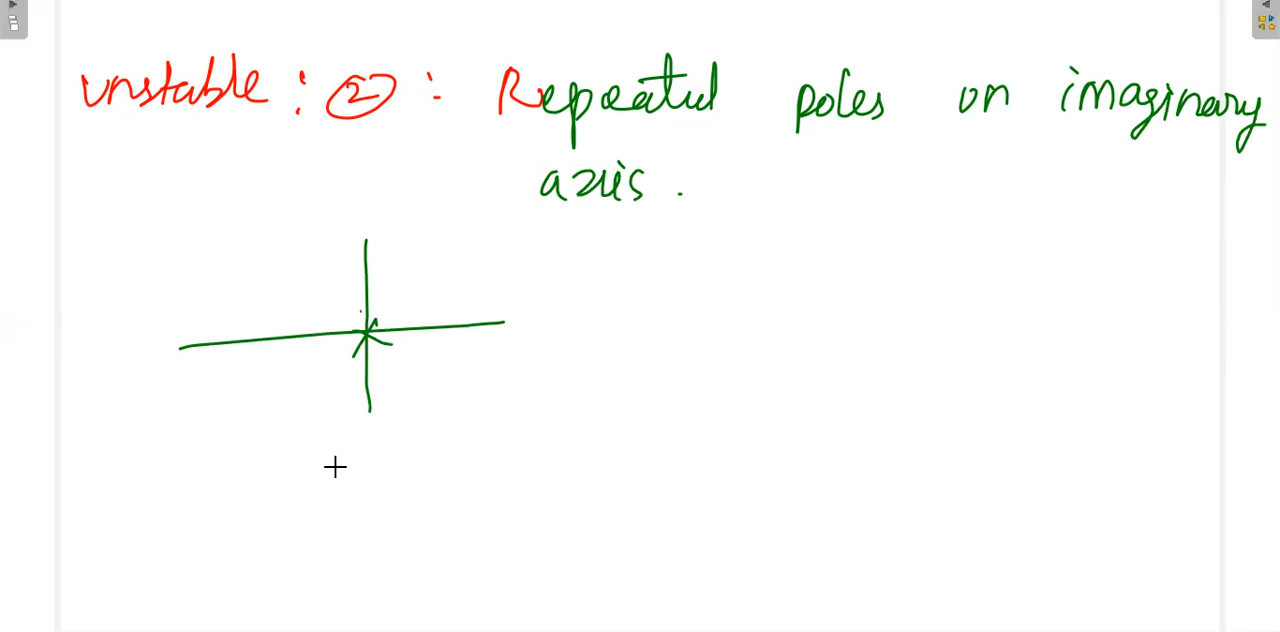 unstable : ② : Repeated poles on imaginary
axis .